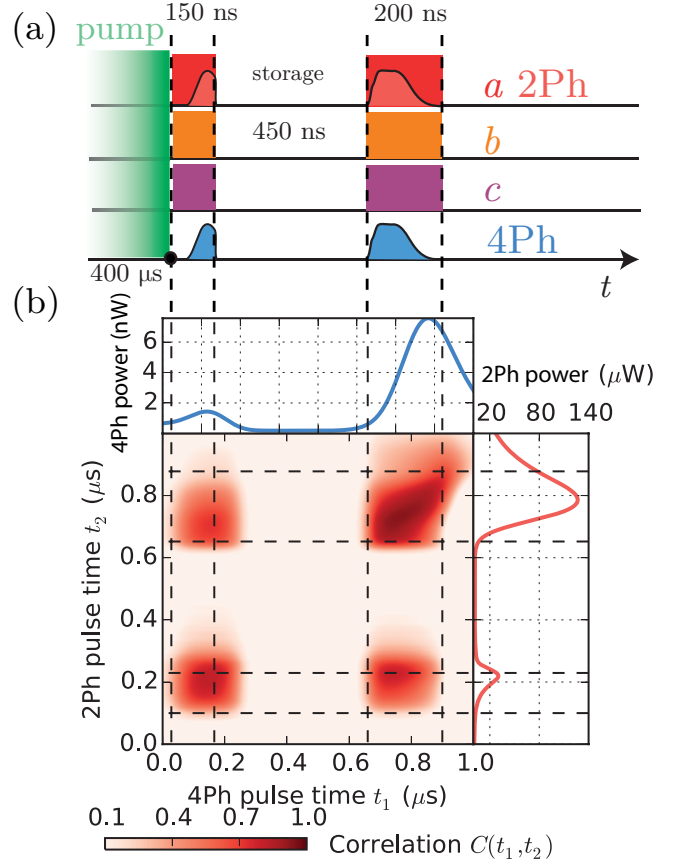 (a)
150 ns
200 ns
pump
storage
a 2Ph
450 ns
b
c
4Ph
400 μs
t
(b)
4Ph power (nW)
6
4
2
2Ph power (μW)
20 80 140
2Ph pulse time t₂ (μs)
0.8
0.6
0.4
0.2
0.0
0.0 0.2 0.4 0.6 0.8 1.0
4Ph pulse time t₁ (μs)
0.1 0.4 0.7 1.0
Correlation C(t₁,t₂)